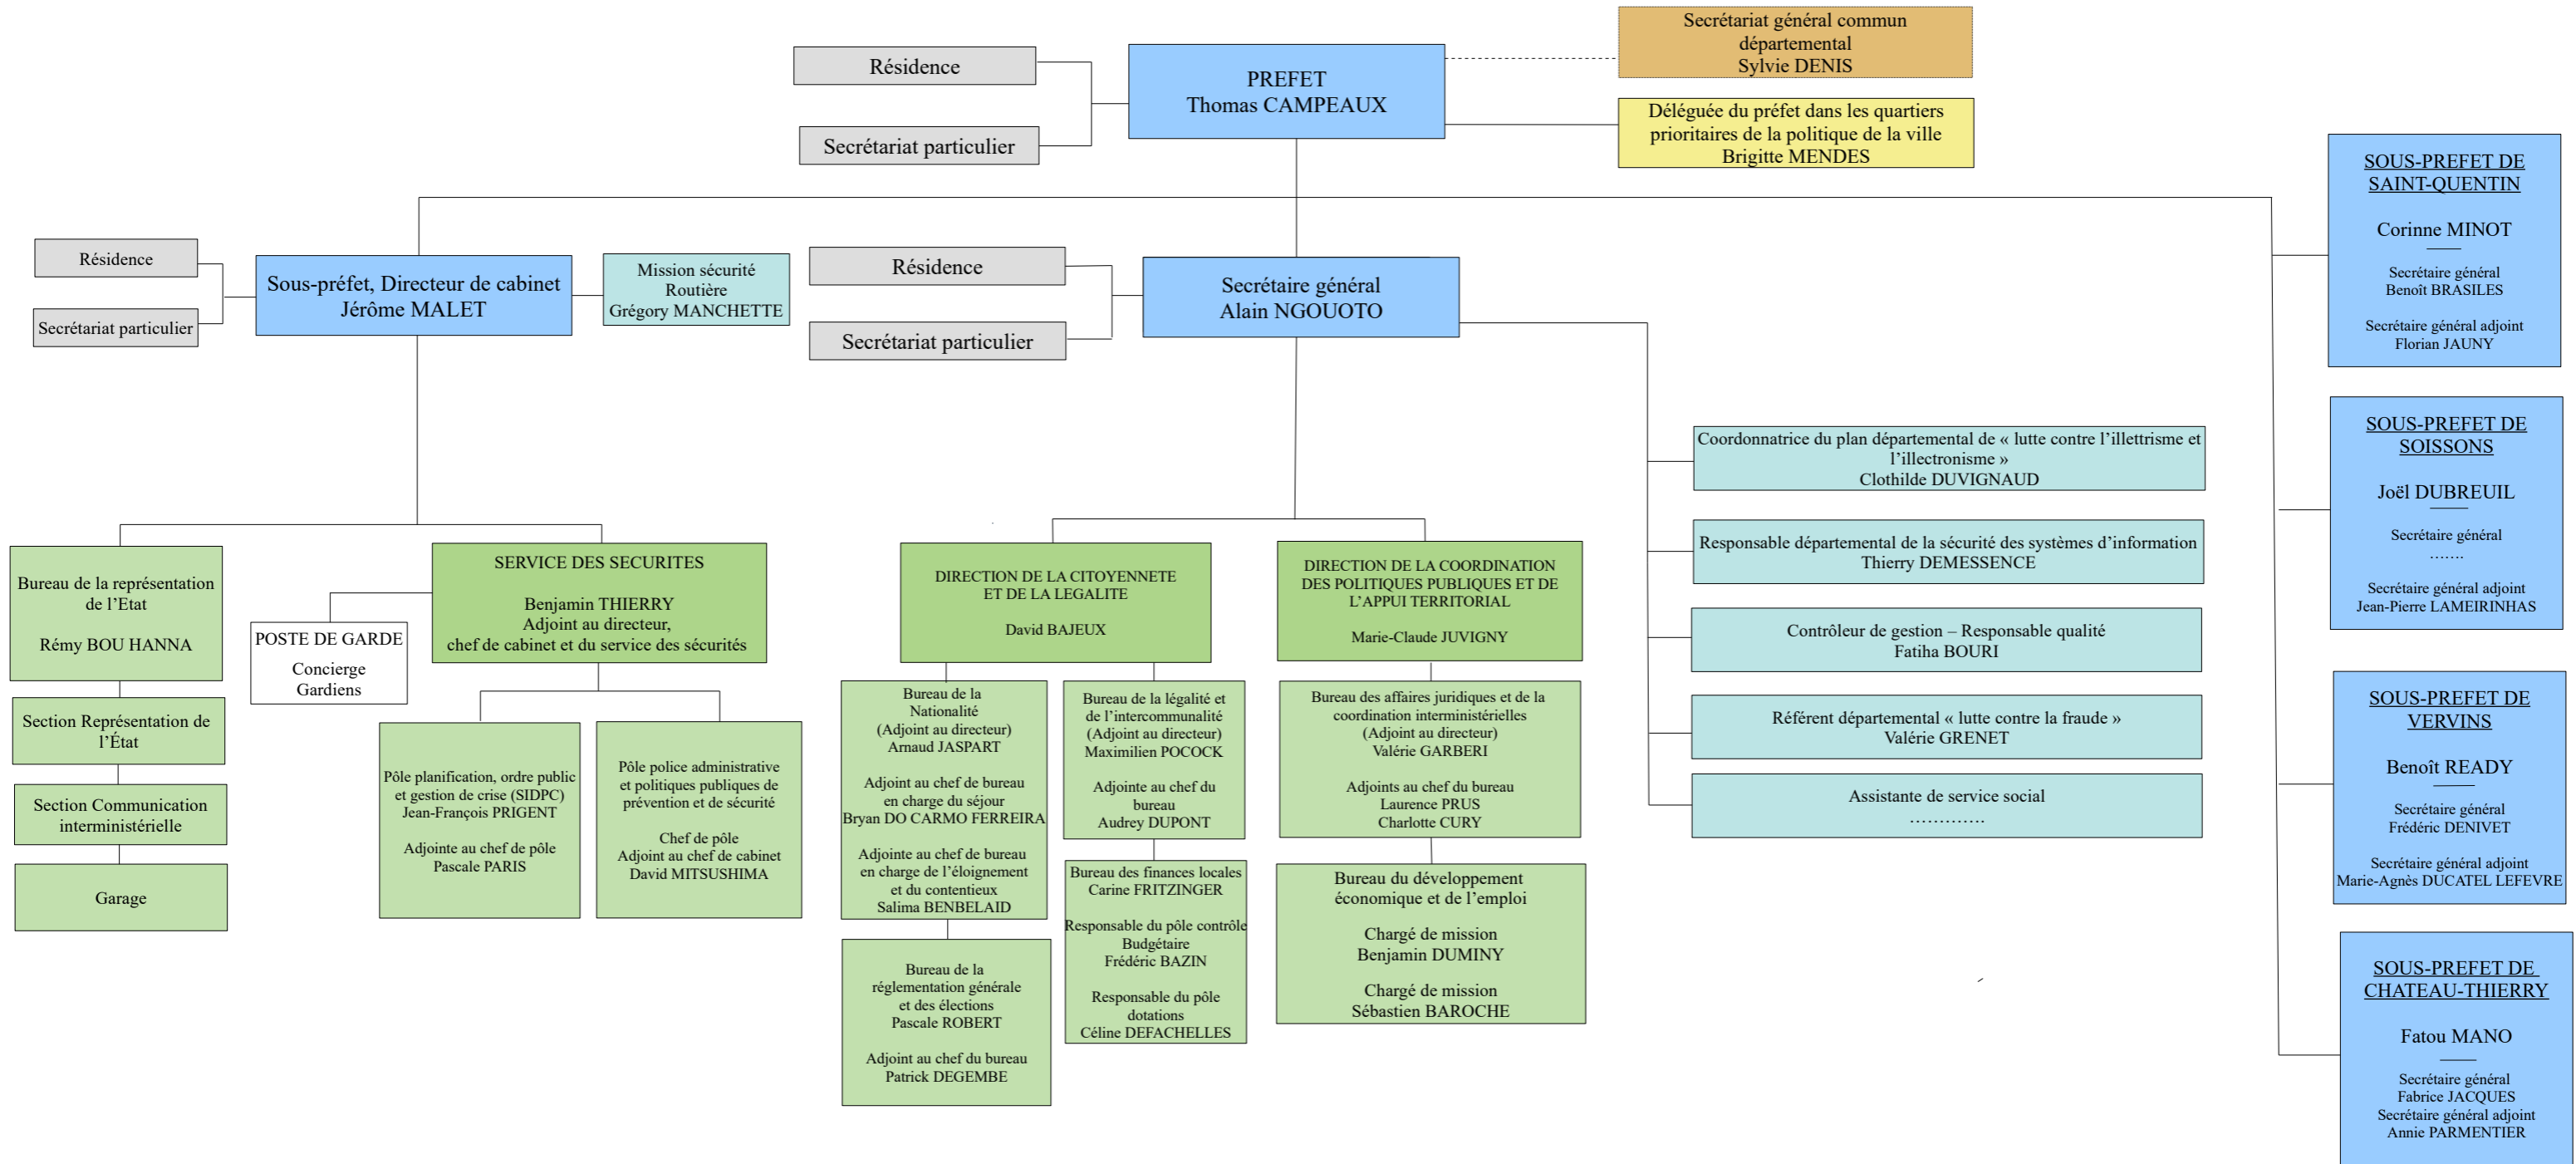 Secrétariat général commun
départemental
Sylvie DENIS
Résidence
PREFET
Thomas CAMPEAUX
Secrétariat particulier
Déléguée du préfet dans les quartiers
prioritaires de la politique de la ville
Brigitte MENDES
Résidence
Secrétariat particulier
Sous-préfet, Directeur de cabinet
Jérôme MALET
Mission sécurité
Routière
Grégory MANCHETTE
Résidence
Secrétariat particulier
Secrétaire général
Alain NGOUOTO
SOUS-PREFET DE
SAINT-QUENTIN
Corinne MINOT
Secrétaire général
Benoît BRASILES
Secrétaire général adjoint
Florian JAUNY
SOUS-PREFET DE
SOISSONS
Joël DUBREUIL
Secrétaire général
…….
Secrétaire général adjoint
Jean-Pierre LAMEIRINHAS
SOUS-PREFET DE
VERVINS
Benoît READY
Secrétaire général
Frédéric DENIVET
Secrétaire général adjoint
Marie-Agnès DUCATEL LEFEVRE
SOUS-PREFET DE
CHATEAU-THIERRY
Fatou MANO
Secrétaire général
Fabrice JACQUES
Secrétaire général adjoint
Annie PARMENTIER
Coordonnatrice du plan départemental de « lutte contre l’illettrisme et
l’illectronisme »
Clothilde DUVIGNAUD
Responsable départemental de la sécurité des systèmes d’information
Thierry DEMESSENCE
Contrôleur de gestion – Responsable qualité
Fatiha BOURI
Référent départemental « lutte contre la fraude »
Valérie GRENET
Assistante de service social
………….
Bureau de la représentation
de l’Etat
Rémy BOU HANNA
Section Représentation de
l’État
Section Communication
interministérielle
Garage
POSTE DE GARDE
Concierge
Gardiens
SERVICE DES SECURITES
Benjamin THIERRY
Adjoint au directeur,
chef de cabinet et du service des sécurités
Pôle planification, ordre public
et gestion de crise (SIDPC)
Jean-François PRIGENT
Adjointe au chef de pôle
Pascale PARIS
Pôle police administrative
et politiques publiques de
prévention et de sécurité
Chef de pôle
Adjoint au chef de cabinet
David MITSUSHIMA
DIRECTION DE LA CITOYENNETE
ET DE LA LEGALITE
David BAJEUX
Bureau de la
Nationalité
(Adjoint au directeur)
Arnaud JASPART
Adjoint au chef de bureau
en charge du séjour
Bryan DO CARMO FERREIRA
Adjointe au chef de bureau
en charge de l’éloignement
et du contentieux
Salima BENBELAID
Bureau de la
réglementation générale
et des élections
Pascale ROBERT
Adjoint au chef du bureau
Patrick DEGEMBE
Bureau de la légalité et
de l’intercommunalité
(Adjoint au directeur)
Maximilien POCOCK
Adjointe au chef du
bureau
Audrey DUPONT
Bureau des finances locales
Carine FRITZINGER
Responsable du pôle contrôle
Budgétaire
Frédéric BAZIN
Responsable du pôle
dotations
Céline DEFACHELLES
DIRECTION DE LA COORDINATION
DES POLITIQUES PUBLIQUES ET DE
L’APPUI TERRITORIAL
Marie-Claude JUVIGNY
Bureau des affaires juridiques et de la
coordination interministérielles
(Adjoint au directeur)
Valérie GARBERI
Adjoints au chef du bureau
Laurence PRUS
Charlotte CURY
Bureau du développement
économique et de l’emploi
Chargé de mission
Benjamin DUMINY
Chargé de mission
Sébastien BAROCHE